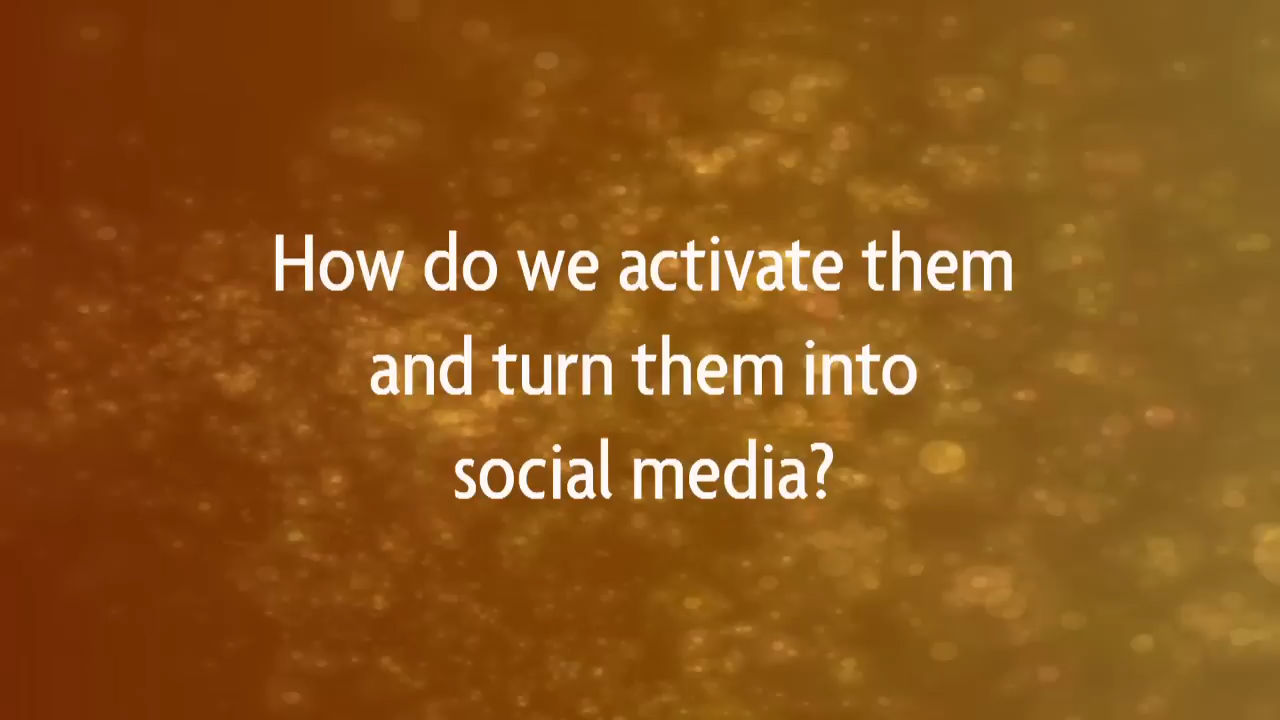 How do we activate them
and turn them into
social media?